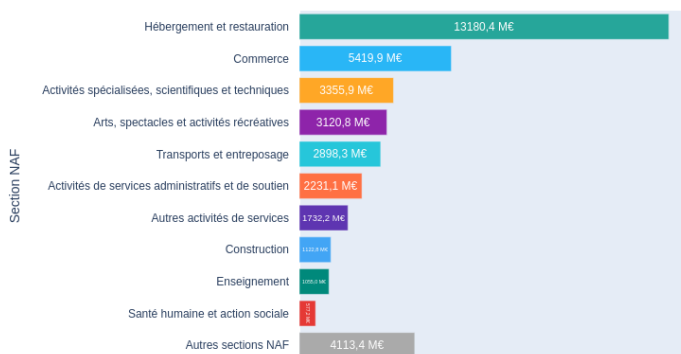 Section NAF
Hébergement et restauration 13180,4 M€
Commerce 5419,9 M€
Activités spécialisées, scientifiques et techniques 3355,9 M€
Arts, spectacles et activités récréatives 3120,8 M€
Transports et entreposage 2898,3 M€
Activités de services administratifs et de soutien 2231,1 M€
Autres activités de services 1732,2 M€
Construction M€
Enseignement M€
Santé humaine et action sociale
Autres sections NAF 4113,4 M€